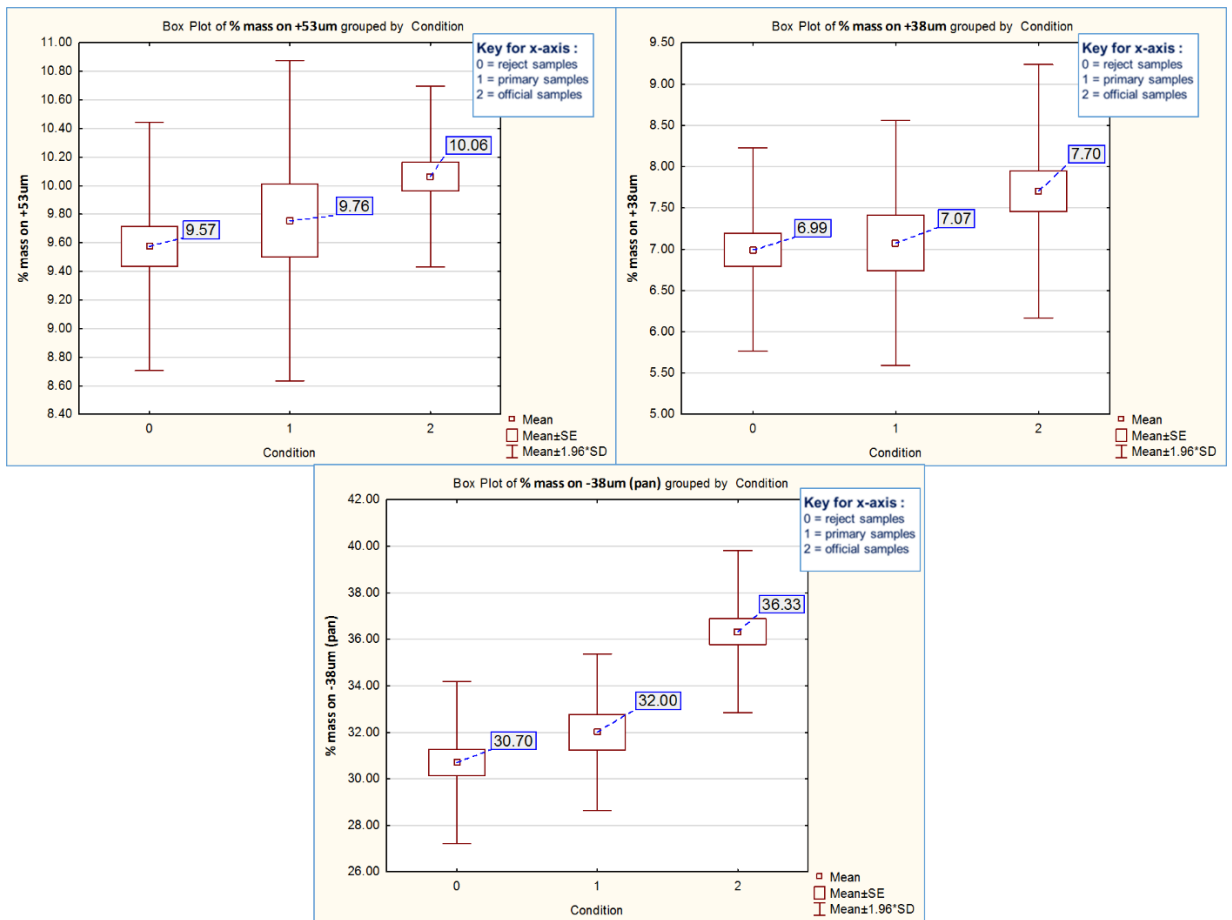 Box Plot of % mass on +53um grouped by Condition
Key for x-axis :
0 = reject samples
1 = primary samples
2 = official samples
11.00
10.80
10.60
10.40
10.20
10.00
9.80
9.60
9.40
9.20
9.00
8.80
8.60
8.40
% mass on +53um
9.57
9.76
10.06
0
1
2
Condition
Mean
Mean±SE
Mean±1.96*SD
Box Plot of % mass on +38um grouped by Condition
Key for x-axis :
0 = reject samples
1 = primary samples
2 = official samples
9.50
9.00
8.50
8.00
7.50
7.00
6.50
6.00
5.50
5.00
% mass on +38um
6.99
7.07
7.70
0
1
2
Condition
Mean
Mean±SE
Mean±1.96*SD
Box Plot of % mass on -38um (pan) grouped by Condition
Key for x-axis :
0 = reject samples
1 = primary samples
2 = official samples
42.00
40.00
38.00
36.00
34.00
32.00
30.00
28.00
26.00
% mass on -38um (pan)
30.70
32.00
36.33
0
1
2
Condition
Mean
Mean±SE
Mean±1.96*SD